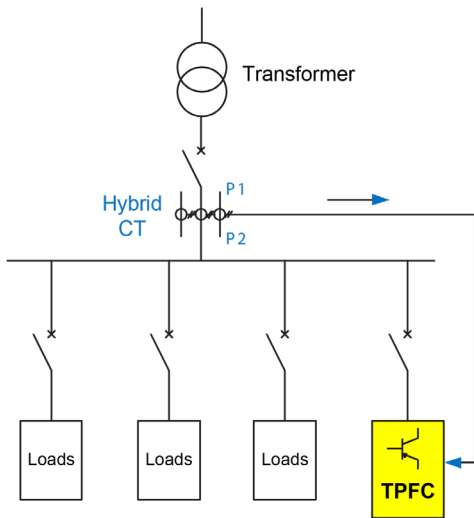 Transformer
Hybrid
CT
P1
P2
Loads
Loads
Loads
TPFC